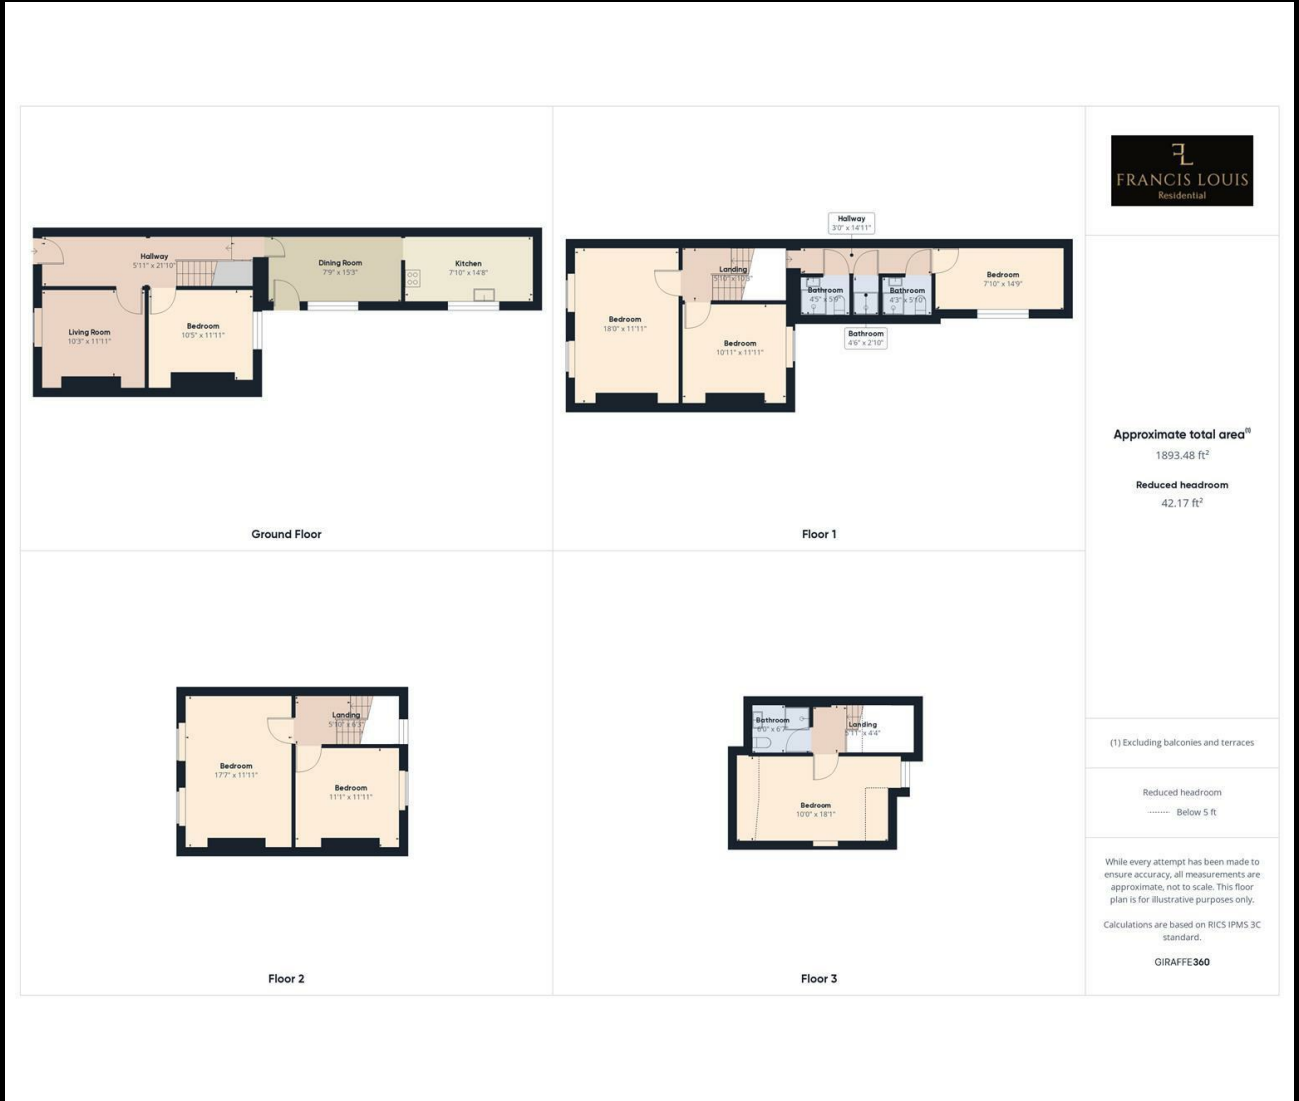 Hallway
5'11" x 21'10"
Dining Room
7'9" x 15'3"
Kitchen
7'10" x 14'8"
Living Room
10'3" x 11'11"
Bedroom
10'5" x 11'11"
Ground Floor
Hallway
3'0" x 14'11"
Landing
5'10" x 10'3"
Bedroom
7'10" x 14'9"
Bathroom
4'5" x 5'9"
Bathroom
4'3" x 5'10"
Bedroom
18'0" x 11'11"
Bedroom
10'11" x 11'11"
Bathroom
4'6" x 2'10"
Floor 1
Landing
5'10" x 6'3"
Bedroom
17'7" x 11'11"
Bedroom
11'1" x 11'11"
Floor 2
Bathroom
6'0" x 6'7"
Landing
5'11" x 4'4"
Bedroom
10'0" x 18'1"
Floor 3
FRANCIS LOUIS
Residential
Approximate total area(1)
1893.48 ft²
Reduced headroom
42.17 ft²
(1) Excluding balconies and terraces
Reduced headroom
Below 5 ft
While every attempt has been made to
ensure accuracy, all measurements are
approximate, not to scale. This floor
plan is for illustrative purposes only.
Calculations are based on RICS IPMS 3C
standard.
GIRAFFE360